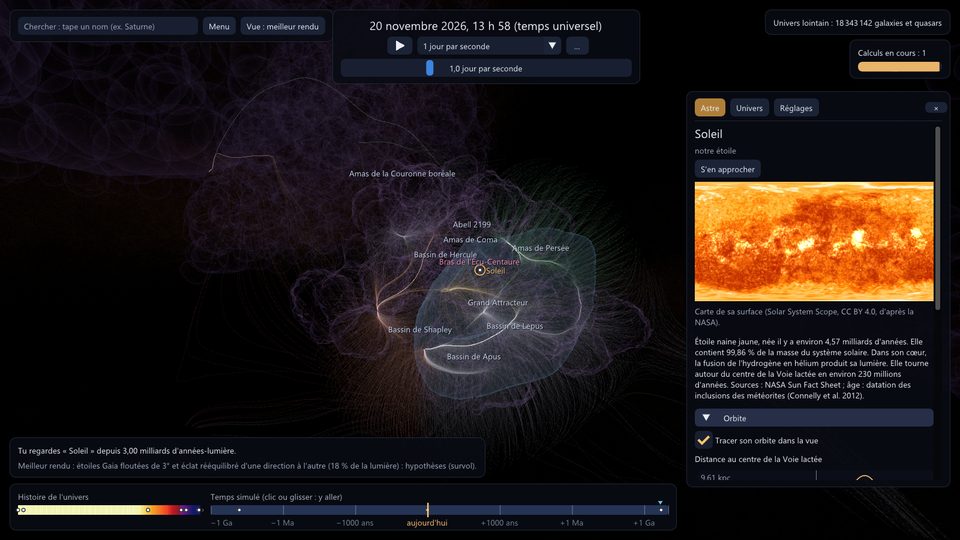 Chercher : tape un nom (ex. Saturne)
Menu
Vue : meilleur rendu
20 novembre 2026, 13 h 58 (temps universel)
1 jour par seconde
...
1,0 jour par seconde
Univers lointain : 18 343 142 galaxies et quasars
Calculs en cours : 1
Astre
Univers
Réglages
×
Soleil
notre étoile
S'en approcher
Carte de sa surface (Solar System Scope, CC BY 4.0, d'après la
NASA).
Étoile naine jaune, née il y a environ 4,57 milliards d'années. Elle
contient 99,86 % de la masse du système solaire. Dans son cœur,
la fusion de l'hydrogène en hélium produit sa lumière. Elle tourne
autour du centre de la Voie lactée en environ 230 millions
d'années. Sources : NASA Sun Fact Sheet ; âge : datation des
inclusions des météorites (Connelly et al. 2012).
Orbite
Tracer son orbite dans la vue
Distance au centre de la Voie lactée
9,61 kpc
Amas de la Couronne boréale
Abell 2199
Amas de Coma
Amas de Persée
Bassin de Hercule
Bras de l'Écu-Centaure
Soleil
Grand Attracteur
Bassin de Shapley
Bassin de Lepus
Bassin de Apus
Tu regardes « Soleil » depuis 3,00 milliards d'années-lumière.
Meilleur rendu : étoiles Gaia floutées de 3° et éclat rééquilibré d'une direction à l'autre (18 % de la lumière) : hypothèses (survol).
Histoire de l'univers
Temps simulé (clic ou glisser : y aller)
−1 Ga
−1 Ma
−1000 ans
aujourd'hui
+1000 ans
+1 Ma
+1 Ga